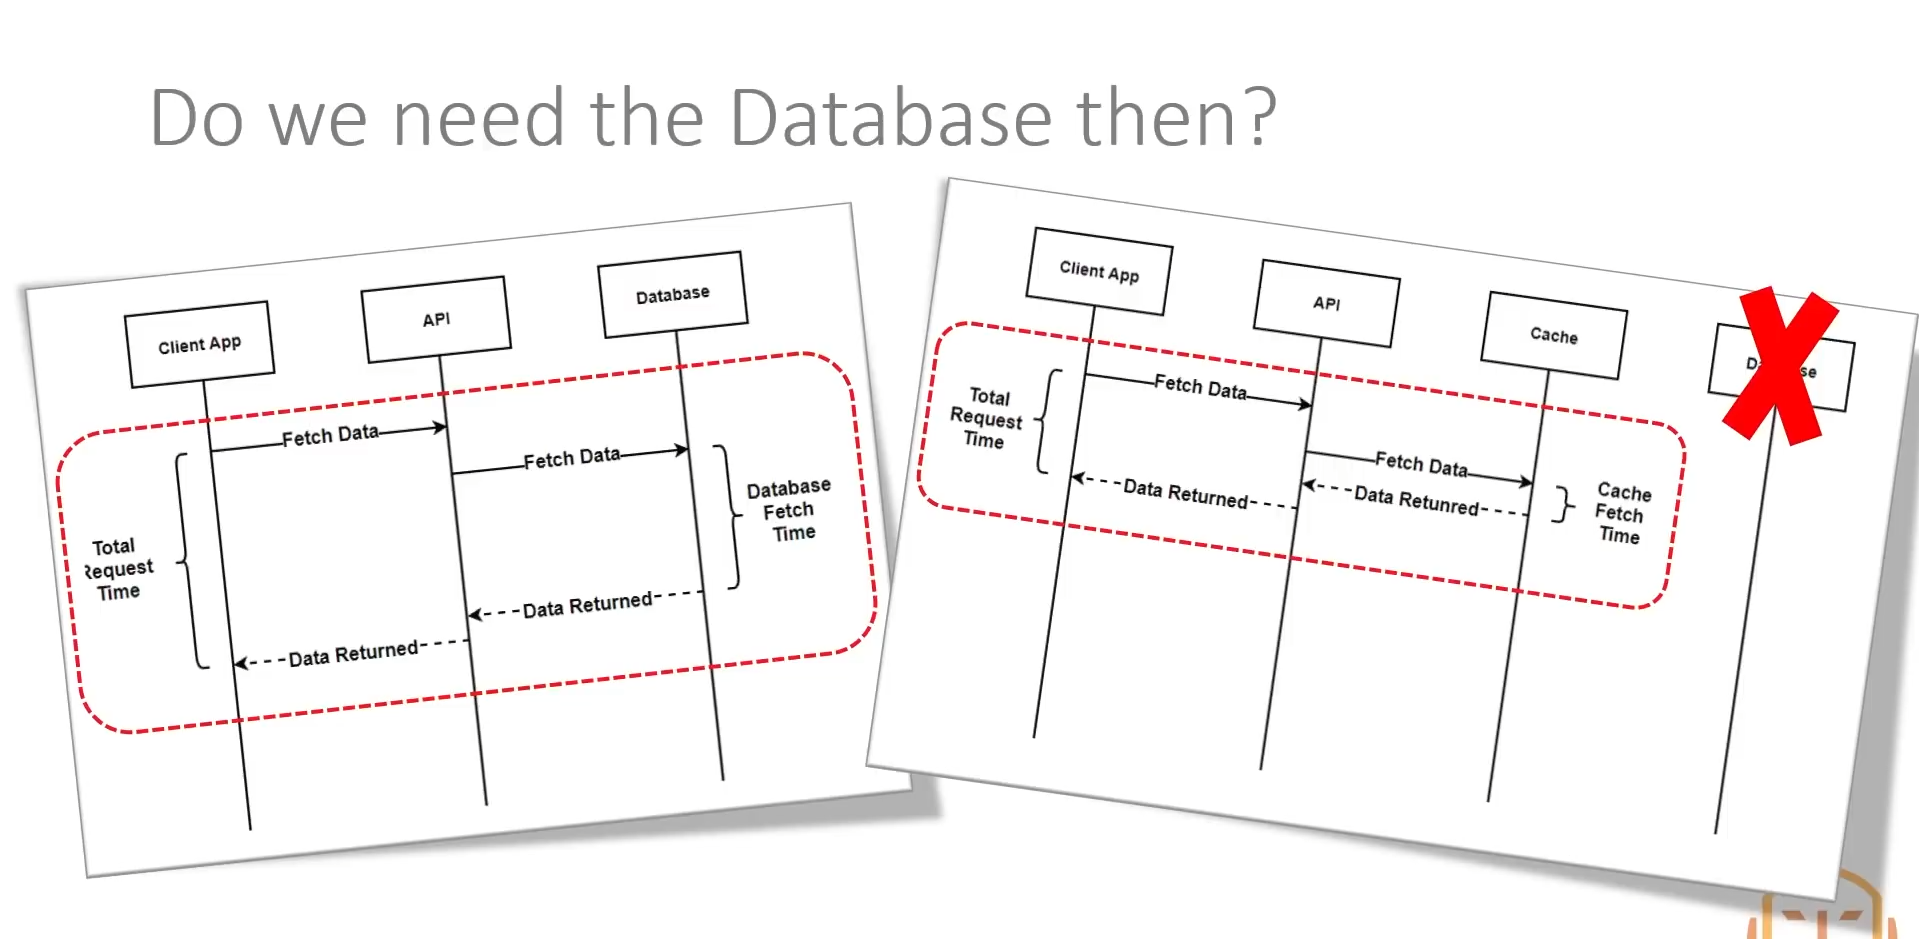 Do we need the Database then?
Client App
API
Database
Fetch Data
Fetch Data
Database
Fetch
Time
Total
Request
Time
Data Returned
Data Returned
Client App
API
Cache
Fetch Data
Total
Request
Time
Fetch Data
Data Returned
Data Retunred
Cache
Fetch
Time